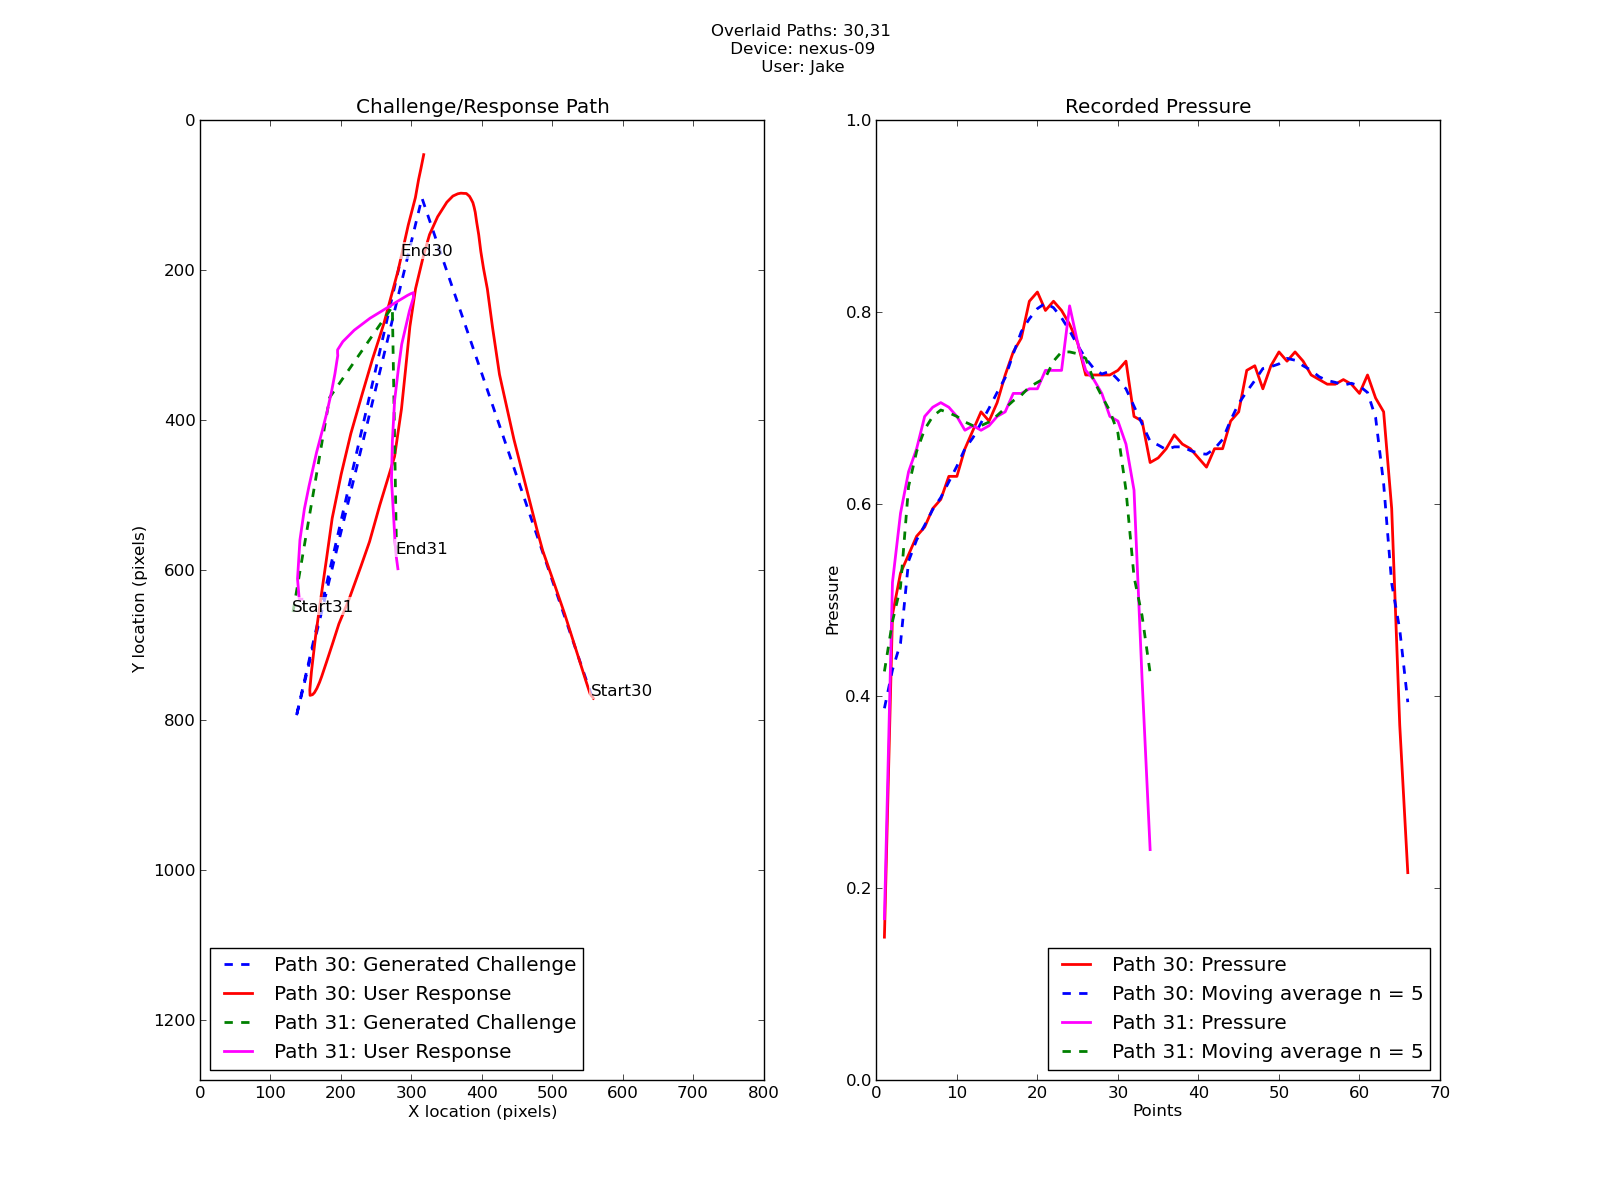 Overlaid Paths: 30,31
Device: nexus-09
User: Jake
Challenge/Response Path
0
200
400
600
800
1000
1200
Y location (pixels)
End30
End31
Start31
Start30
Path 30: Generated Challenge
Path 30: User Response
Path 31: Generated Challenge
Path 31: User Response
0 100 200 300 400 500 600 700 800
X location (pixels)
Recorded Pressure
1.0
0.8
0.6
0.4
0.2
0.0
Pressure
Path 30: Pressure
Path 30: Moving average n = 5
Path 31: Pressure
Path 31: Moving average n = 5
0 10 20 30 40 50 60 70
Points